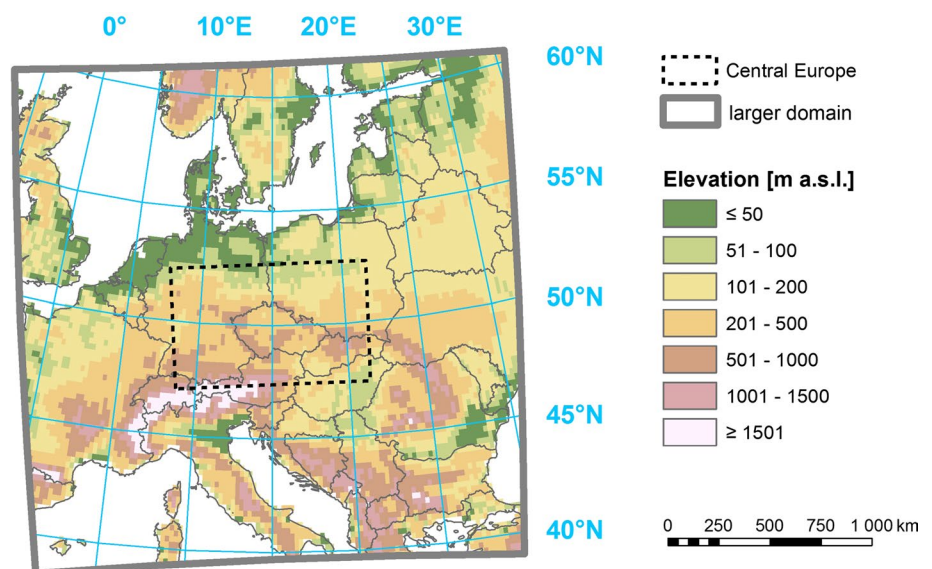 0° 10°E 20°E 30°E
60°N
55°N
50°N
45°N
40°N
Central Europe
larger domain
Elevation [m a.s.l.]
≤ 50
51 - 100
101 - 200
201 - 500
501 - 1000
1001 - 1500
≥ 1501
0 250 500 750 1 000 km